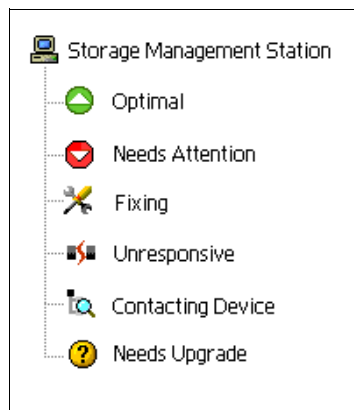 Storage Management Station
Optimal
Needs Attention
Fixing
Unresponsive
Contacting Device
? Needs Upgrade